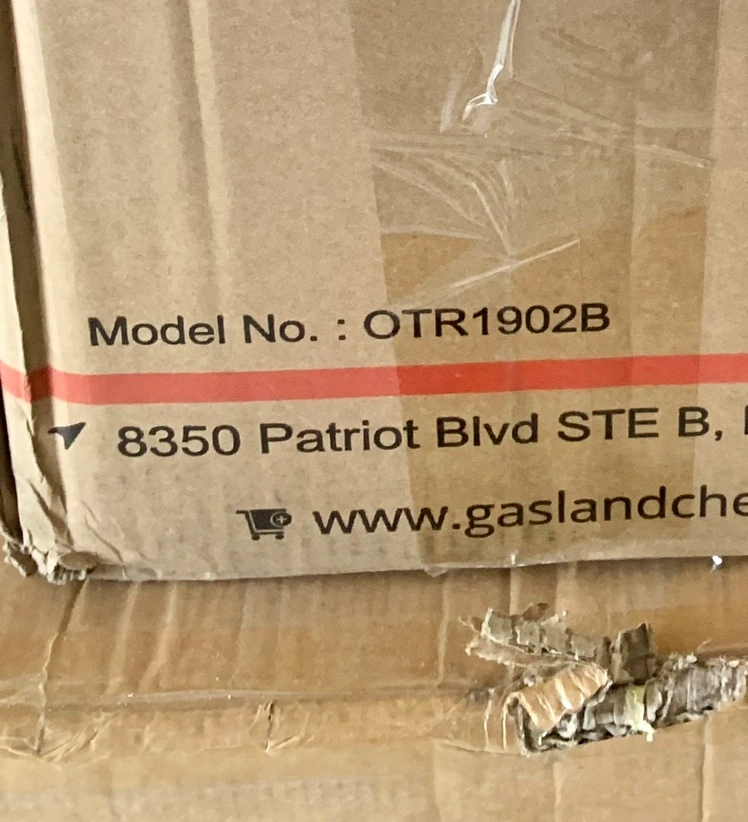 Model No. : OTR1902B
8350 Patriot Blvd STE B,
www.gaslandche